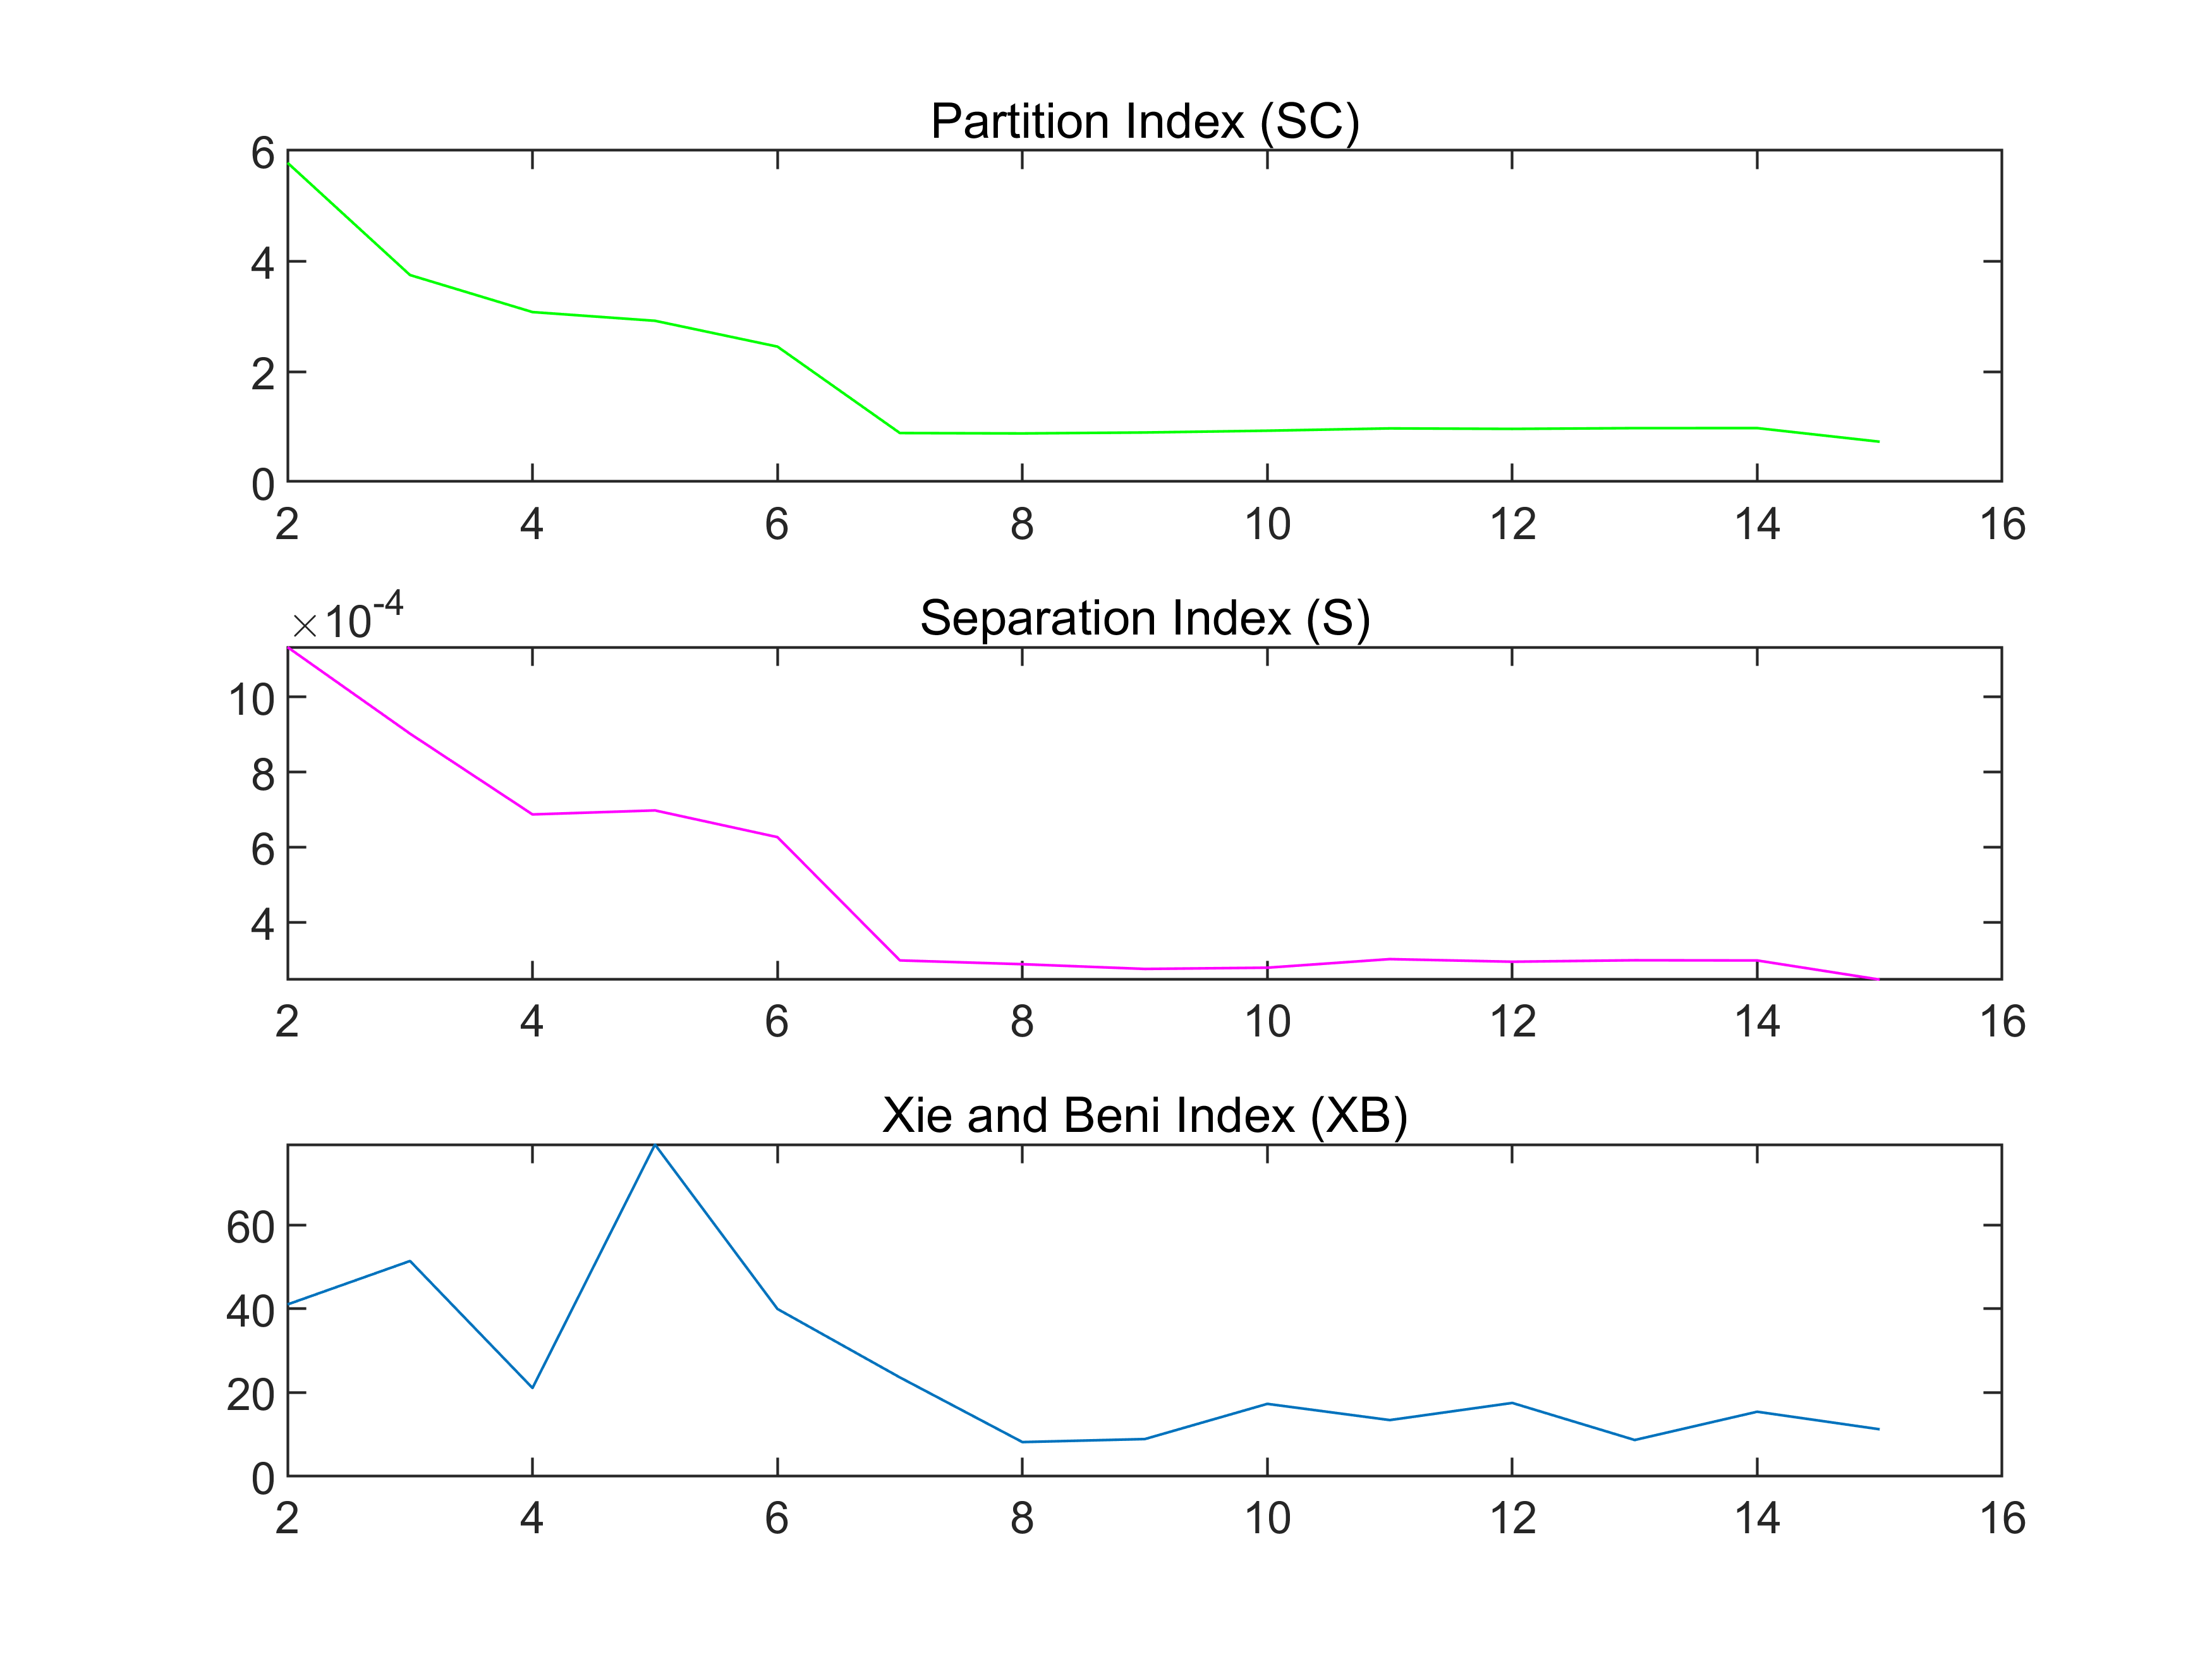 Partition Index (SC)
6
4
2
0
2 4 6 8 10 12 14 16
×10-4
Separation Index (S)
10
8
6
4
2 4 6 8 10 12 14 16
Xie and Beni Index (XB)
60
40
20
0
2 4 6 8 10 12 14 16